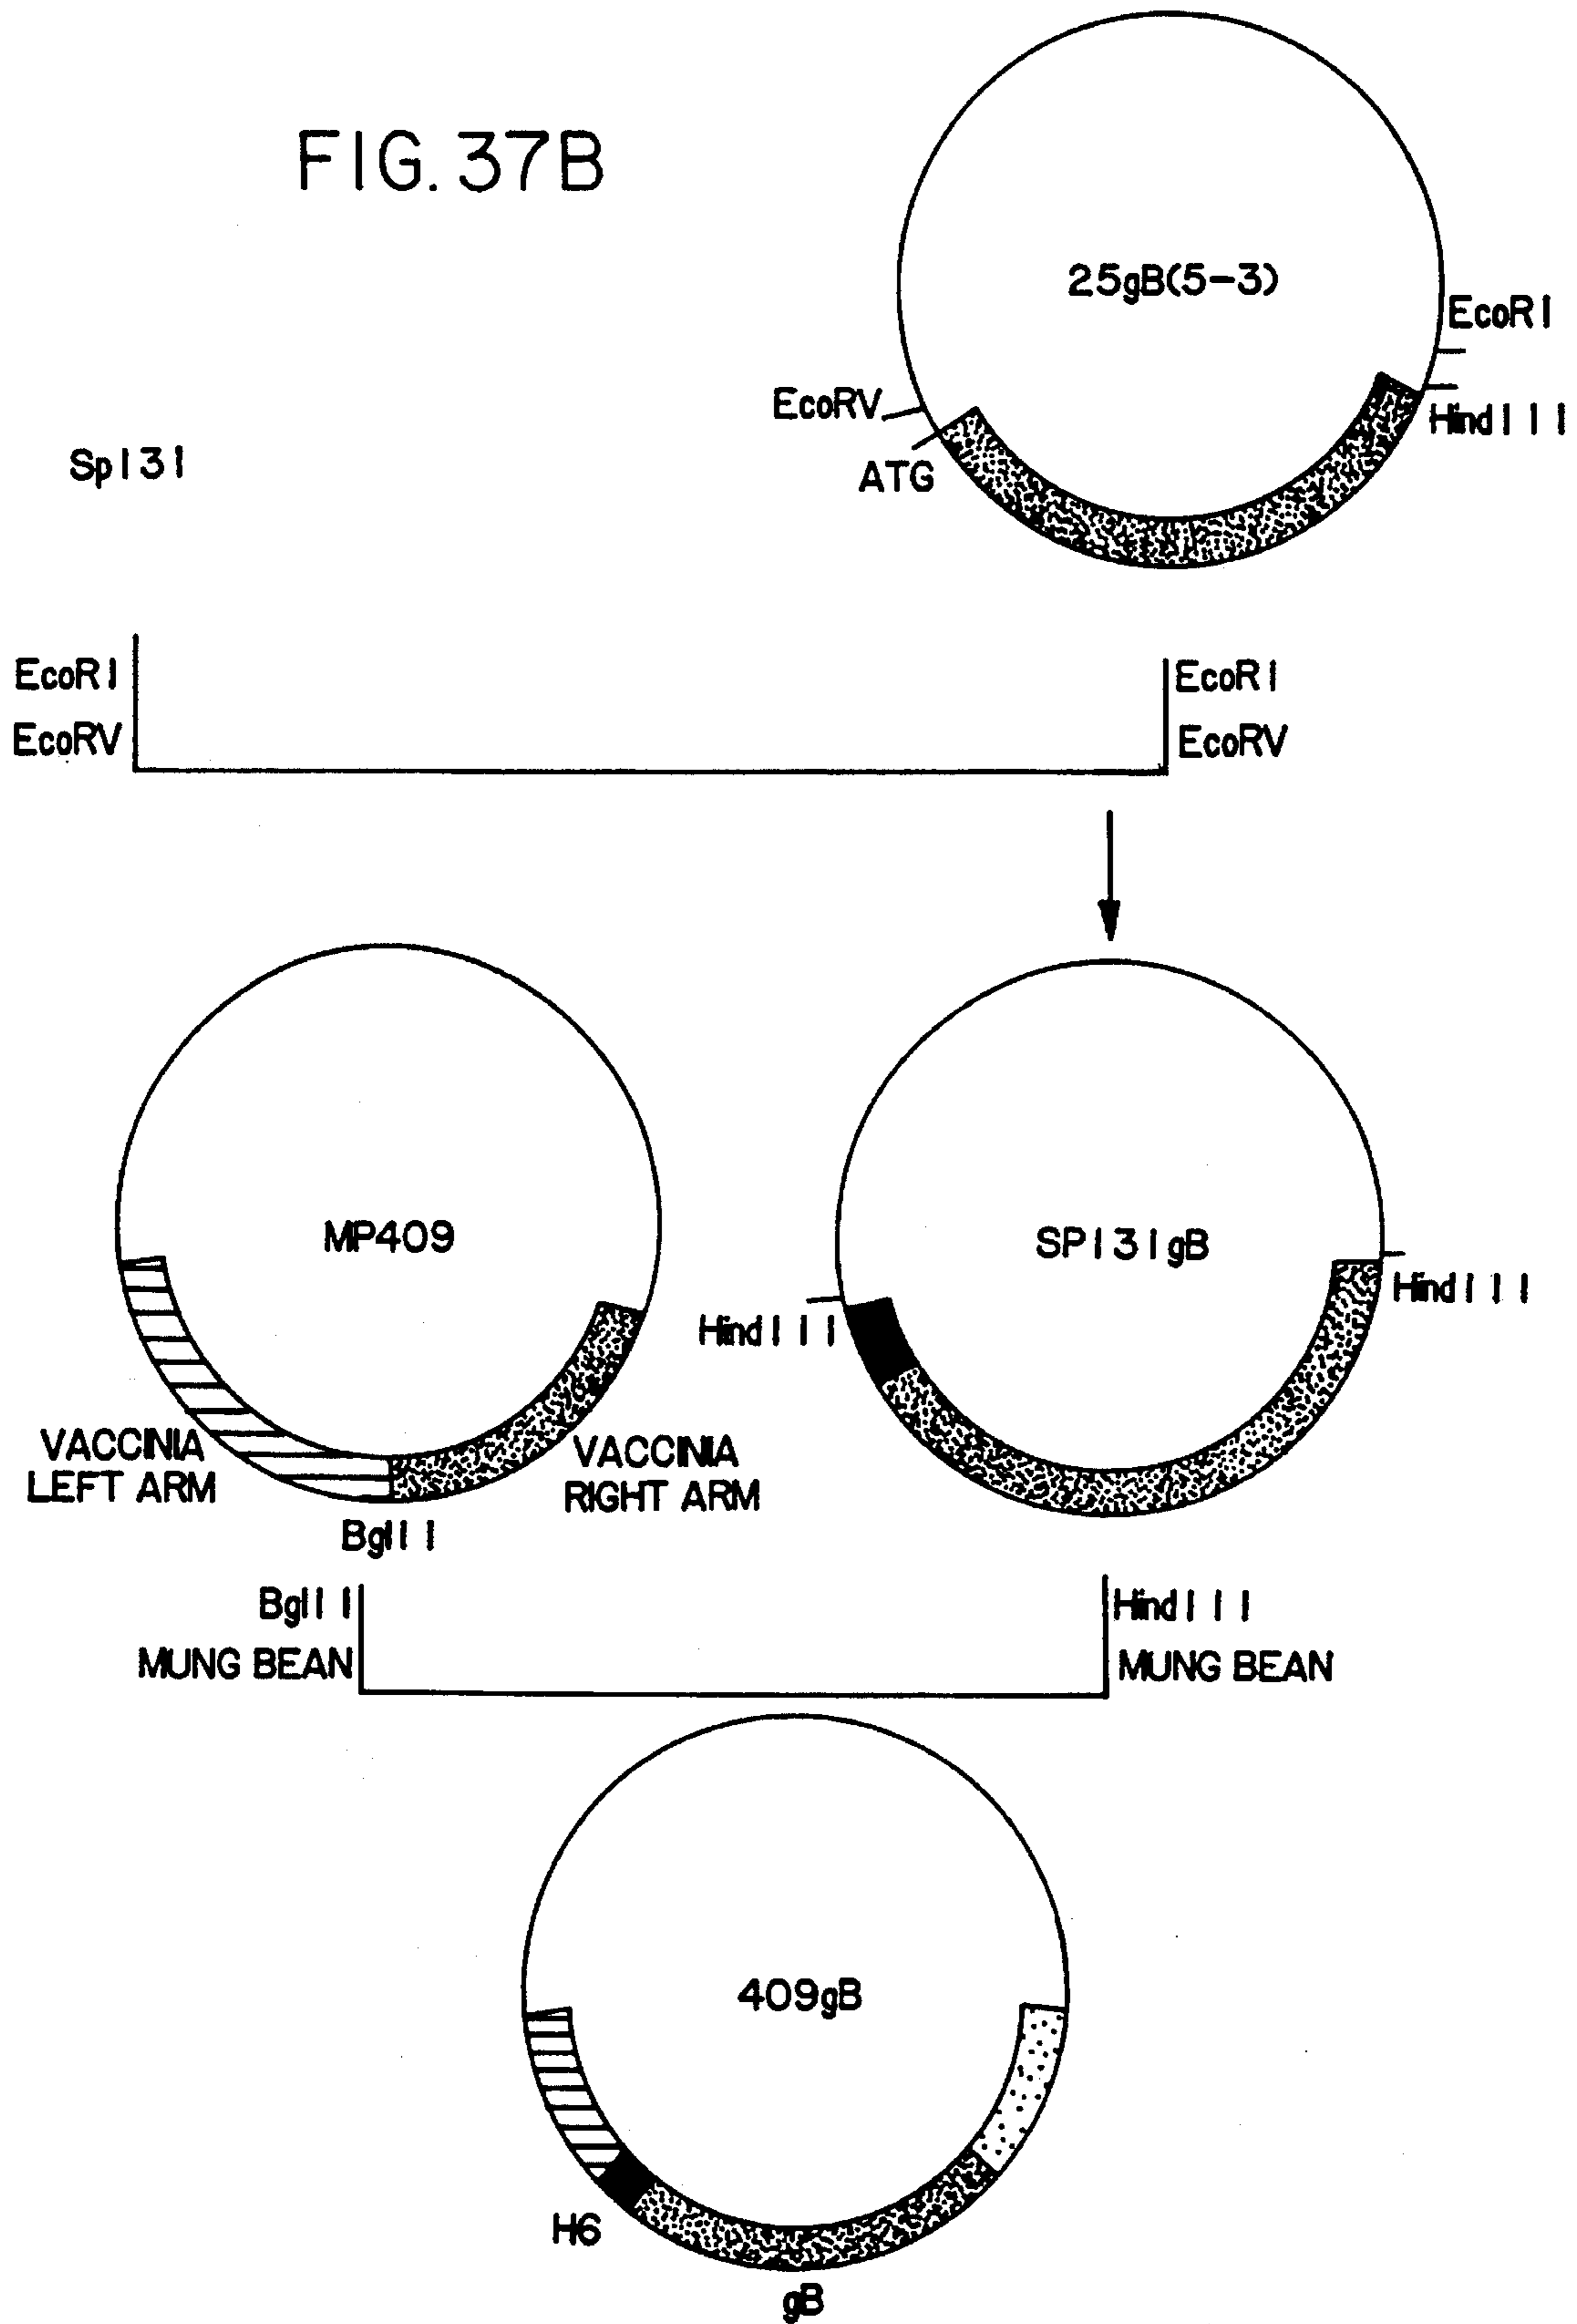 FIG. 37B
25gB(5-3)
EcoRI
EcoRV
HindIII
Sp131
ATG
EcoRI
EcoRV
EcoRI
EcoRV
MP409
SP131gB
HindIII
HindIII
VACCINIA
LEFT ARM
VACCINIA
RIGHT ARM
BglII
BglII
MUNG BEAN
HindIII
MUNG BEAN
409gB
H6
gB